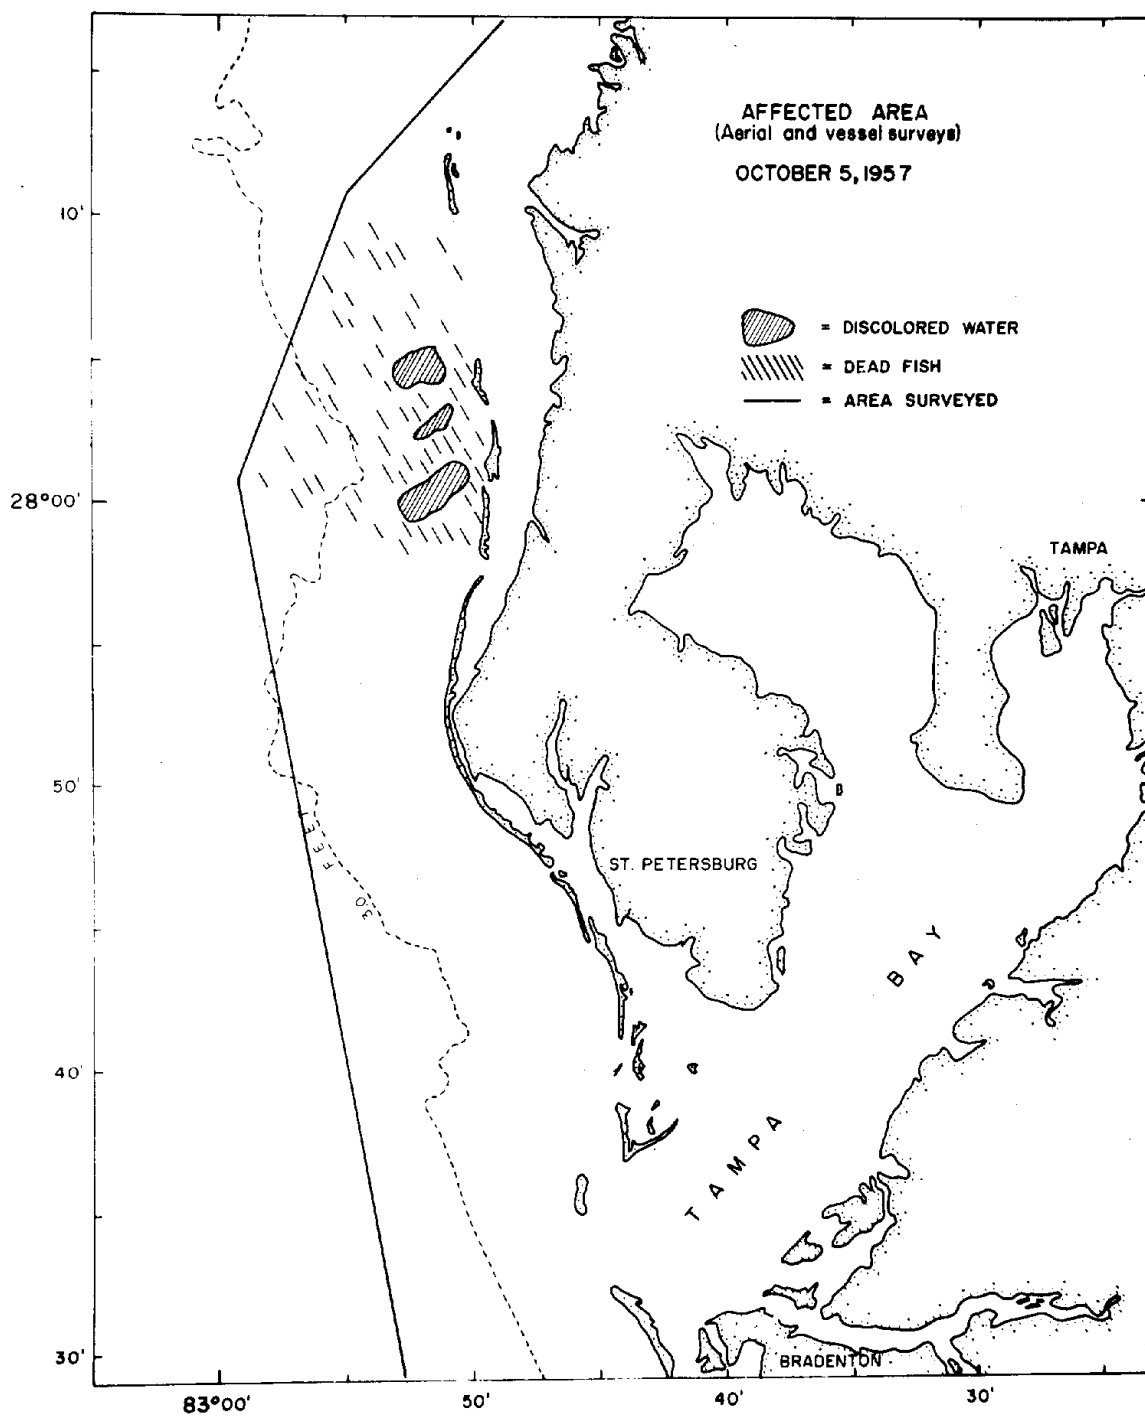 AFFECTED AREA
(Aerial and vessel surveys)
OCTOBER 5, 1957
10'
= DISCOLORED WATER
= DEAD FISH
= AREA SURVEYED
28°00'
TAMPA
50'
FEET
30
ST. PETERSBURG
TAMPA BAY
40'
30'
BRADENTON
83°00'
50'
40'
30'